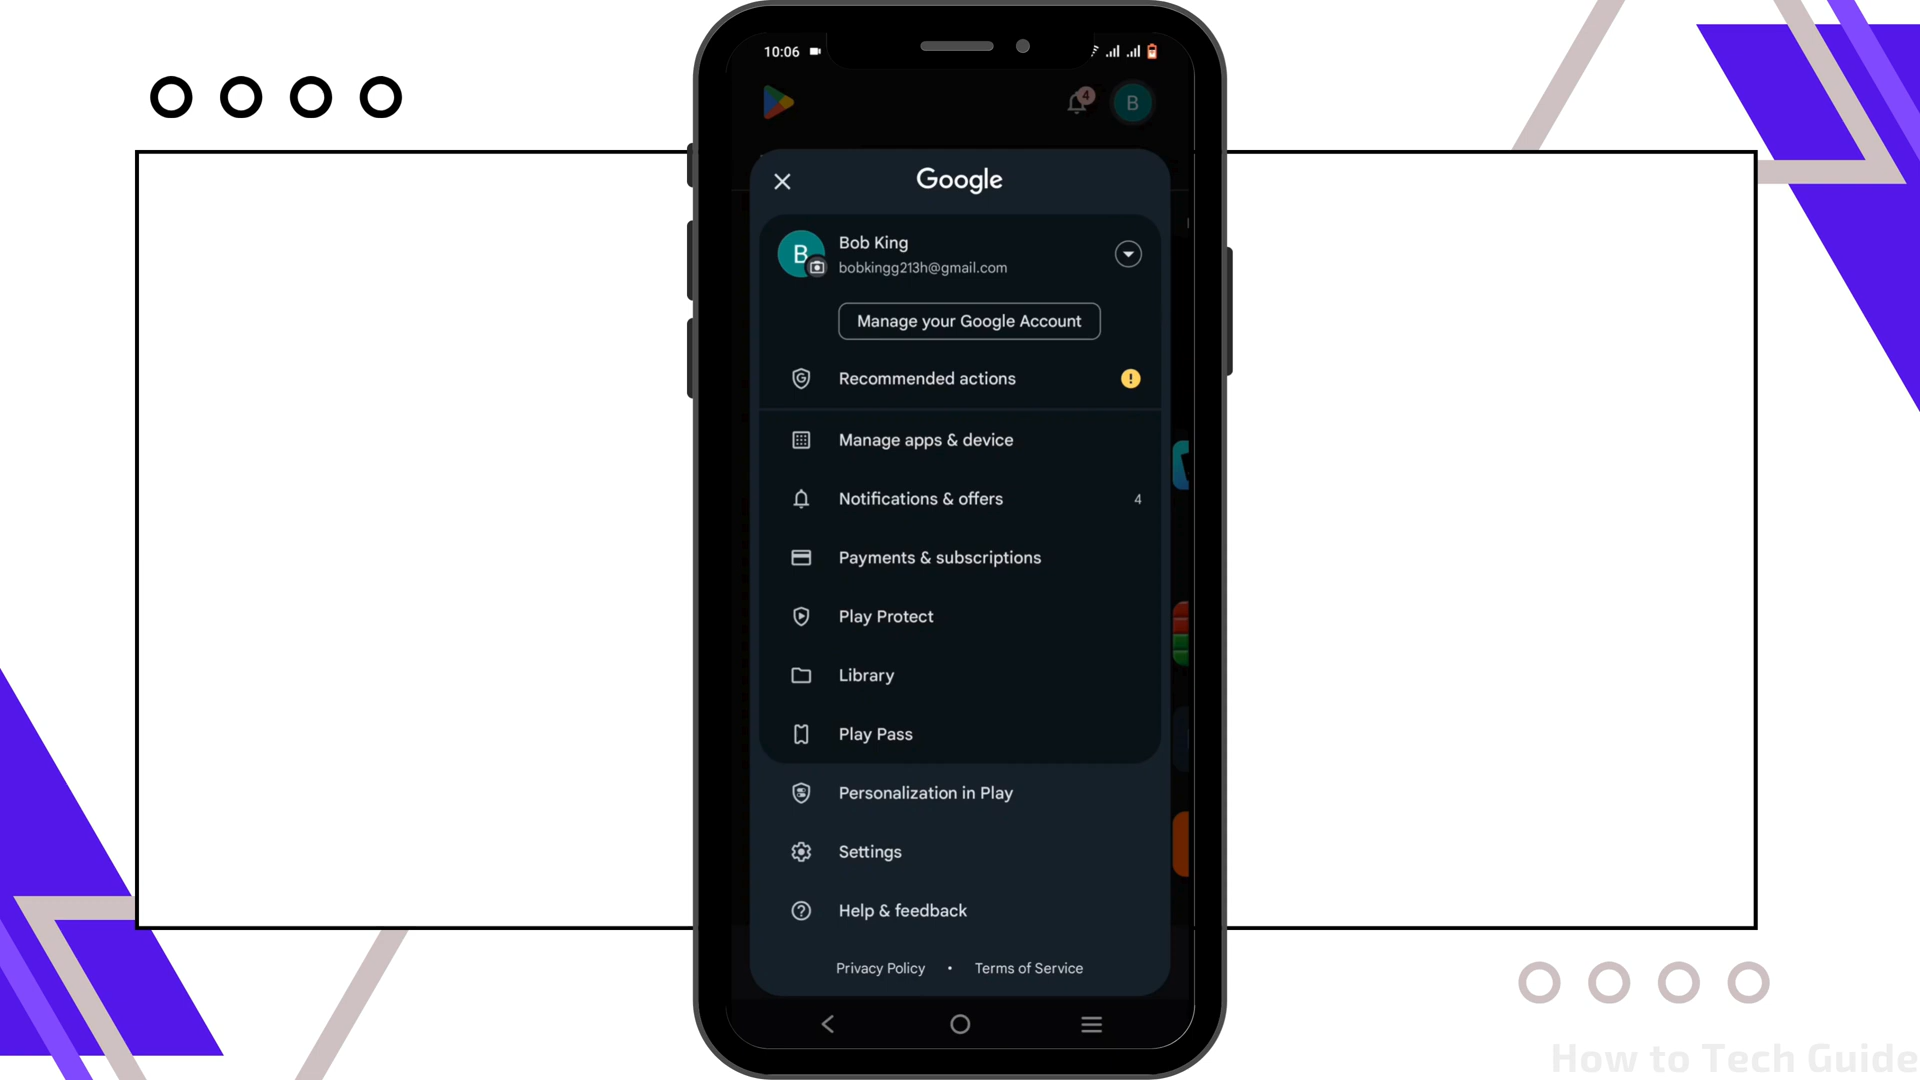 10:06
4
B
Google
B
Bob King
bobkingg213h@gmail.com
Manage your Google Account
Recommended actions
Manage apps & device
Notifications & offers 4
Payments & subscriptions
Play Protect
Library
Play Pass
Personalization in Play
Settings
Help & feedback
Privacy Policy • Terms of Service
How to Tech Guide